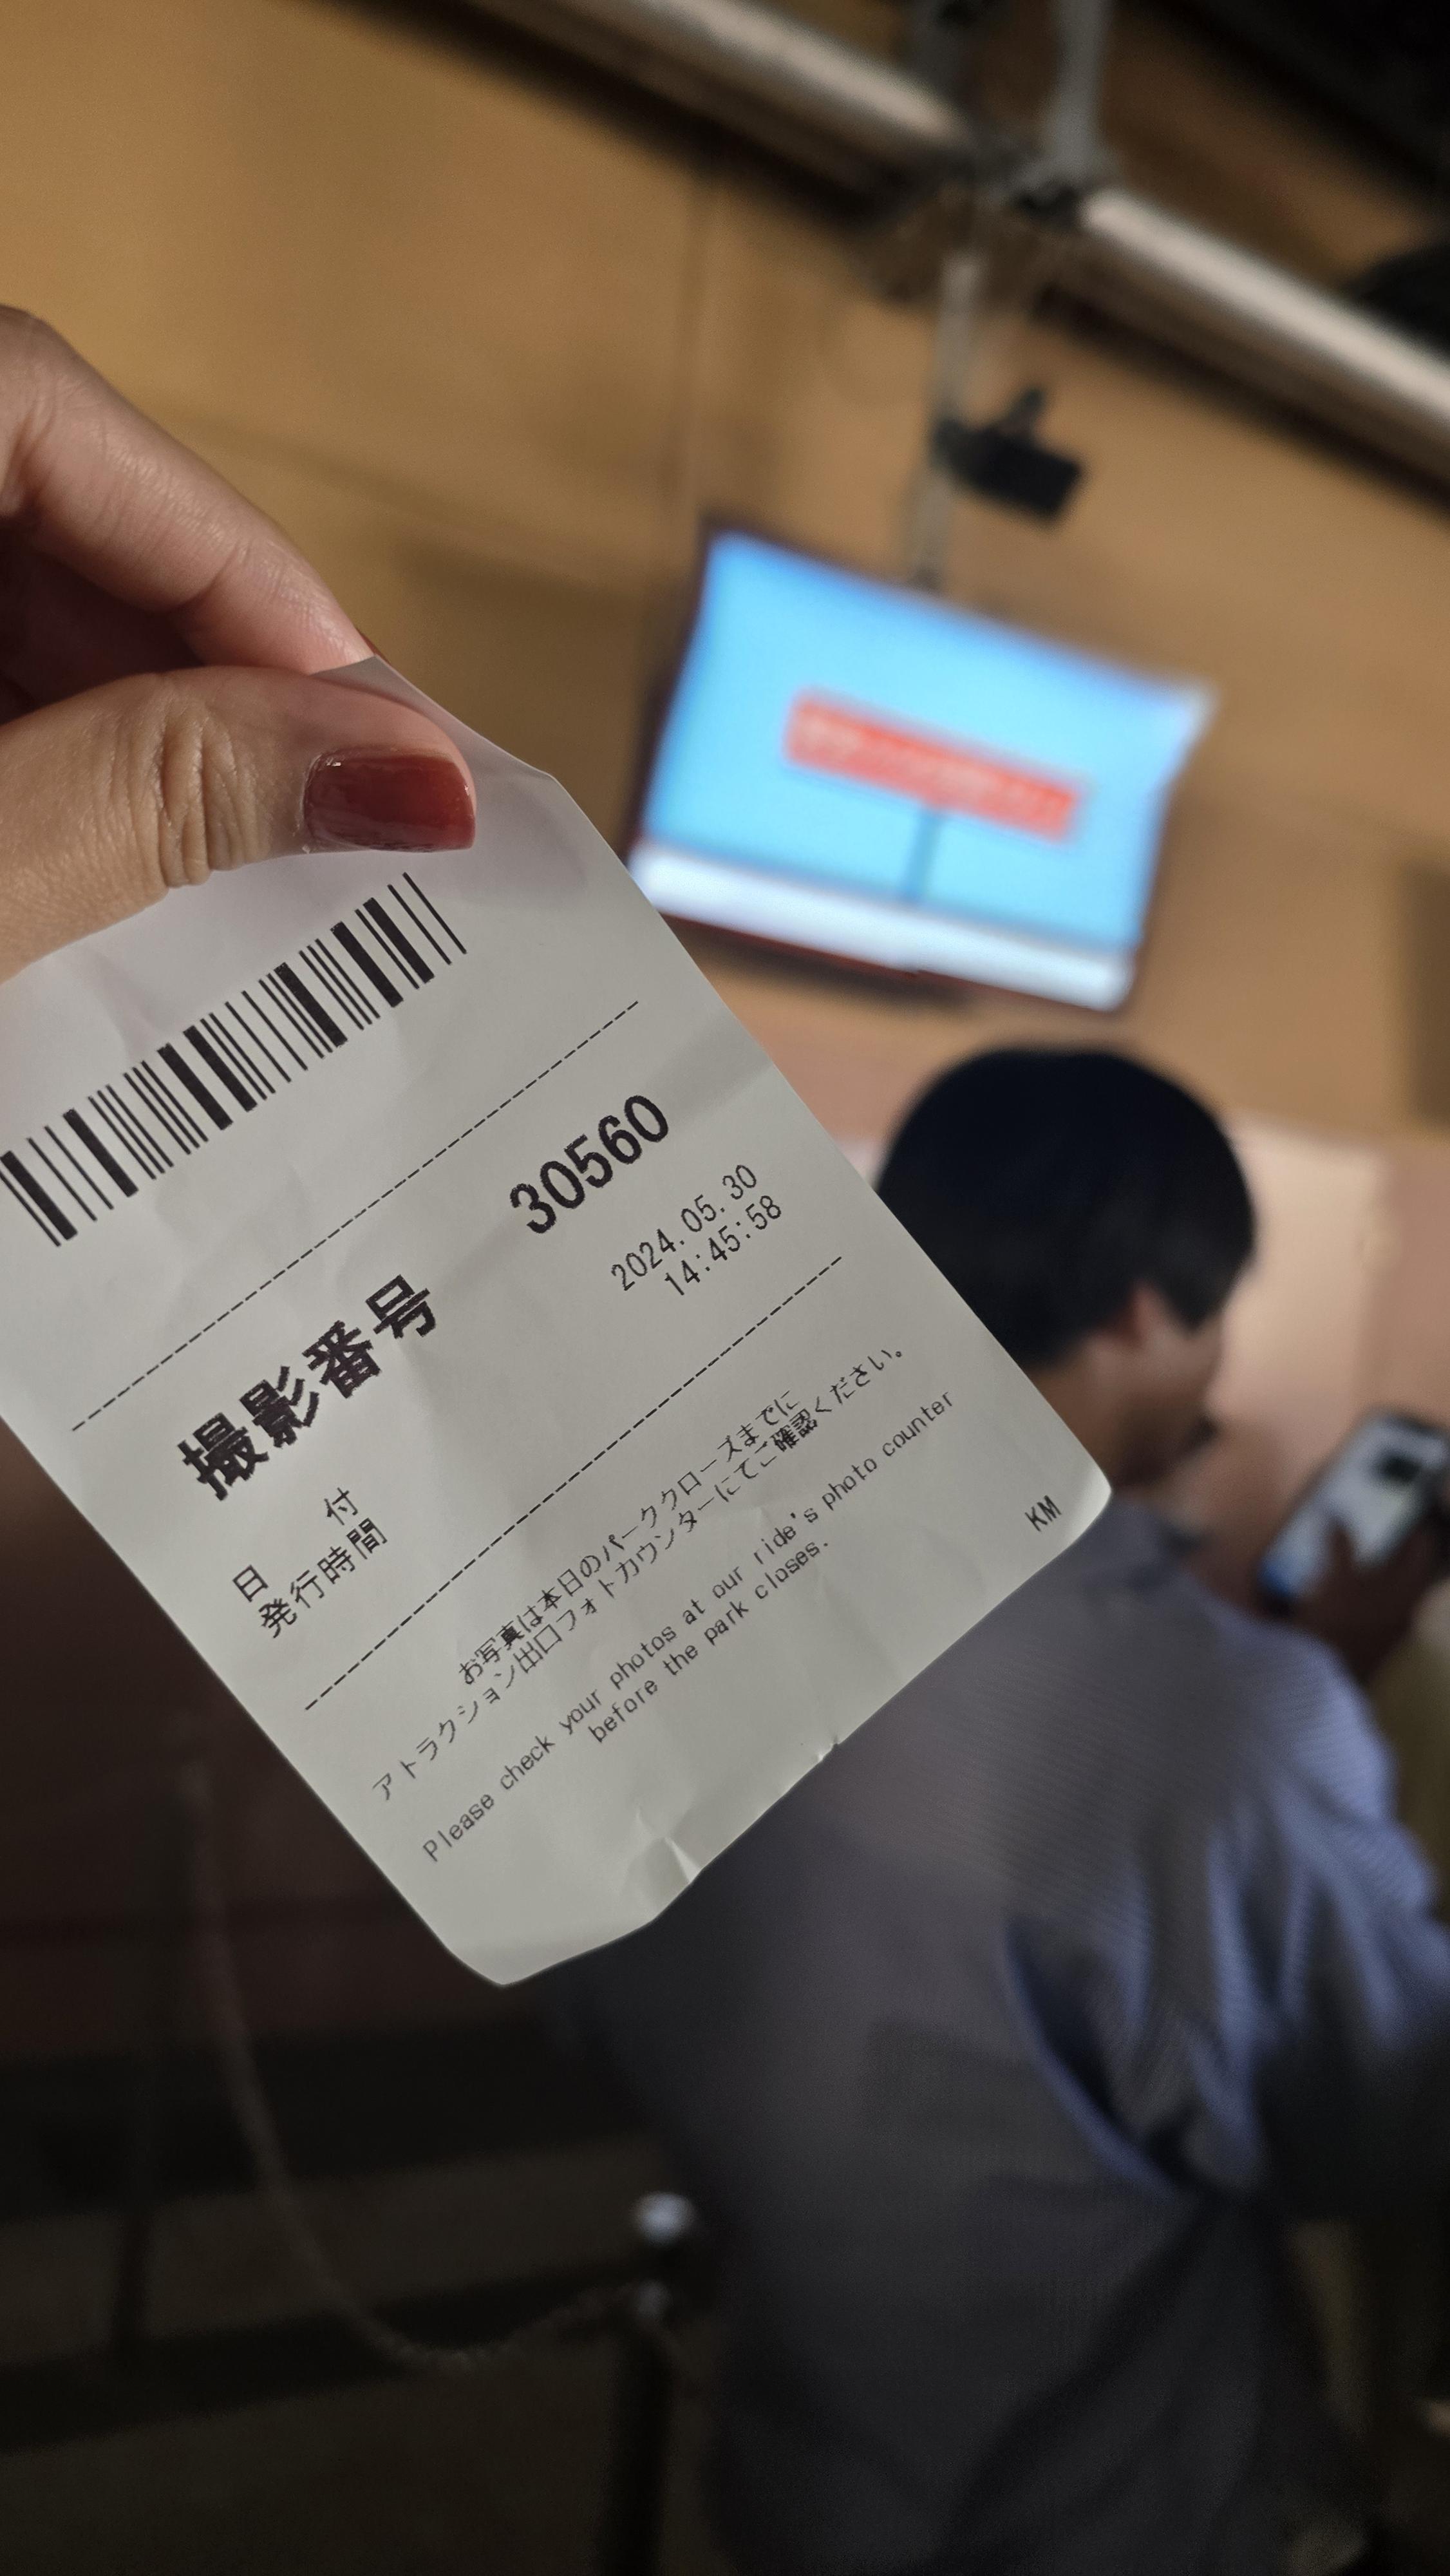 撮影番号 30560
日 付 2024.05.30
発行時間 14:45:58
お写真は本日のパーククローズまでに
アトラクション出口フォトカウンターにてご確認ください。
Please check your photos at our ride's photo counter
before the park closes.
KM